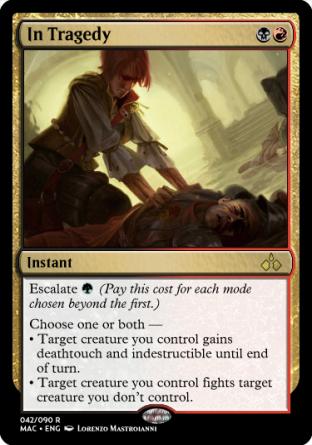 In Tragedy
Instant
Escalate (Pay this cost for each mode
chosen beyond the first.)
Choose one or both —
• Target creature you control gains
deathtouch and indestructible until end
of turn.
• Target creature you control fights target
creature you don't control.
042/090 R
MAC • ENG Lorenzo Mastroianni